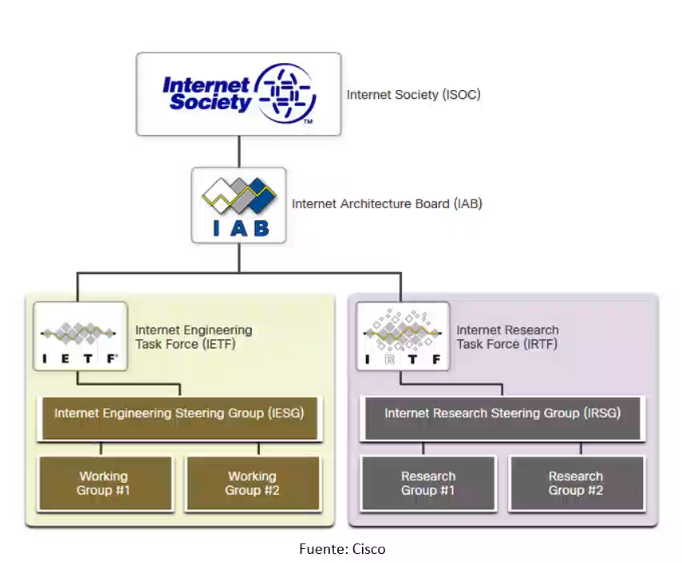 Internet
Society
TM
Internet Society (ISOC)
IAB
Internet Architecture Board (IAB)
IETF
Internet Engineering
Task Force (IETF)
IRTF
Internet Research
Task Force (IRTF)
Internet Engineering Steering Group (IESG)
Internet Research Steering Group (IRSG)
Working
Group #1
Working
Group #2
Research
Group #1
Research
Group #2
Fuente: Cisco